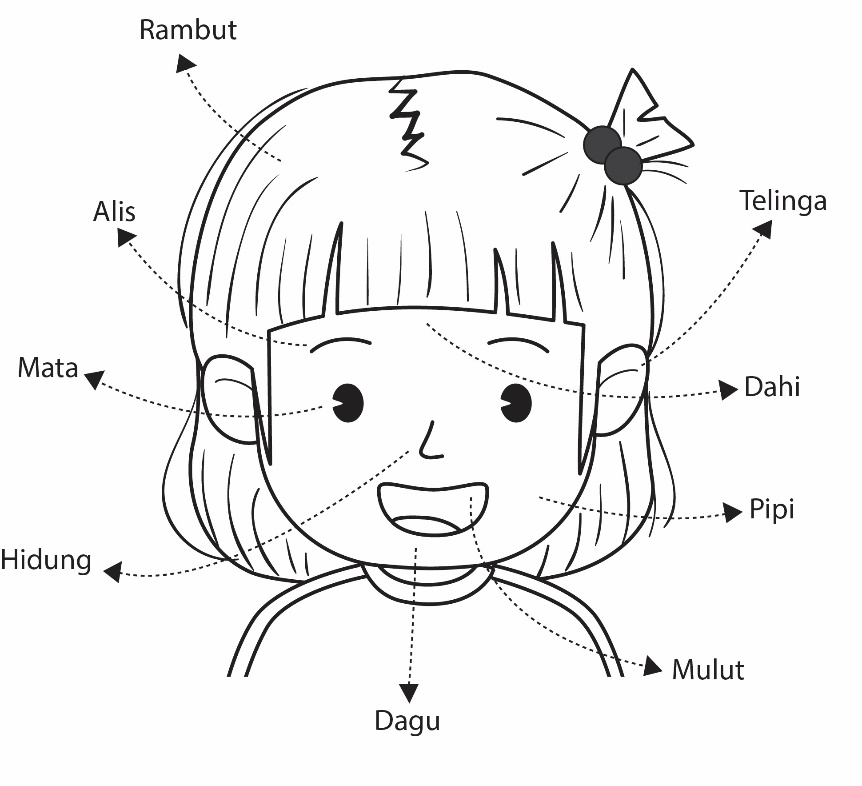 Rambut
Alis
Telinga
Mata
Dahi
Pipi
Hidung
Mulut
Dagu